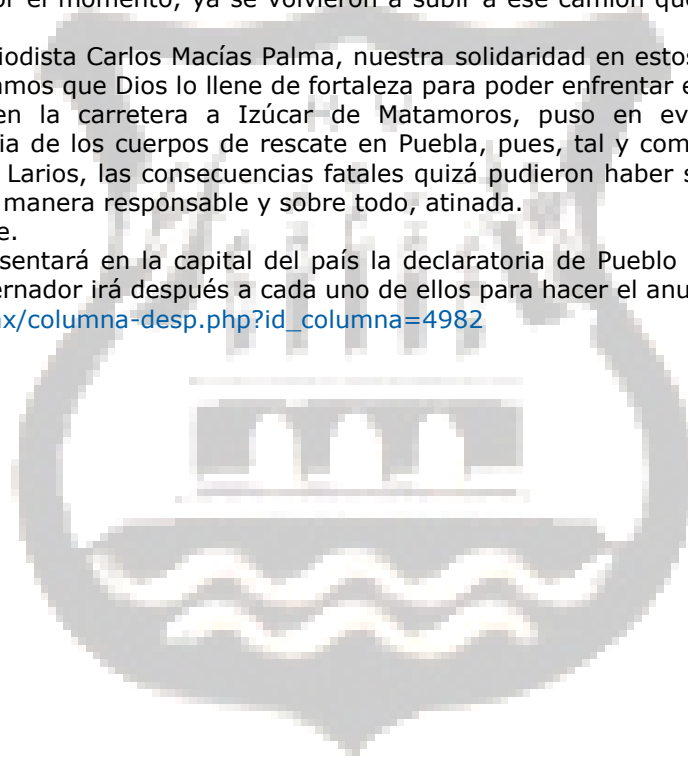 or el momento, ya se volvieron a subir a ese camión que
iodista Carlos Macías Palma, nuestra solidaridad en estos
amos que Dios lo llene de fortaleza para poder enfrentar e
en la carretera a Izúcar de Matamoros, puso en ev
ia de los cuerpos de rescate en Puebla, pues, tal y com
Larios, las consecuencias fatales quizá pudieron haber s
manera responsable y sobre todo, atinada.
e.
esentará en la capital del país la declaratoria de Pueblo
ernador irá después a cada uno de ellos para hacer el anu
x/columna-desp.php?id_columna=4982